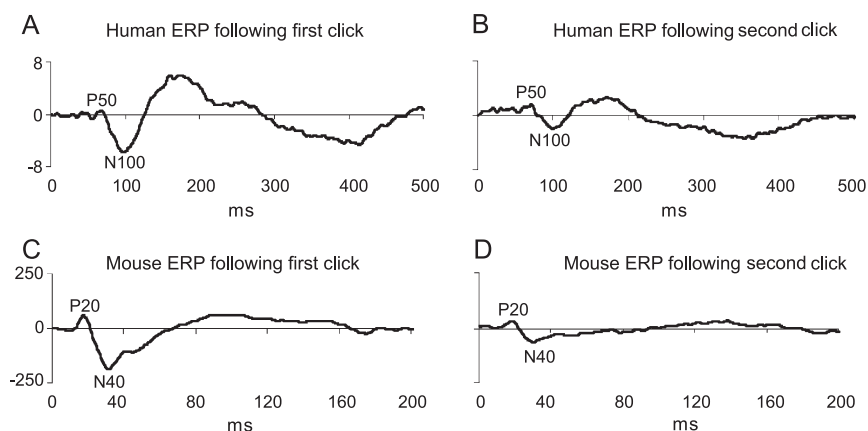 A
Human ERP following first click
8
0
-8
P50
N100
0 100 200 300 400 500
ms
B
Human ERP following second click
P50
N100
0 100 200 300 400 500
ms
C
Mouse ERP following first click
250
0
-250
P20
N40
0 40 80 120 160 200
ms
D
Mouse ERP following second click
P20
N40
0 40 80 120 160 200
ms